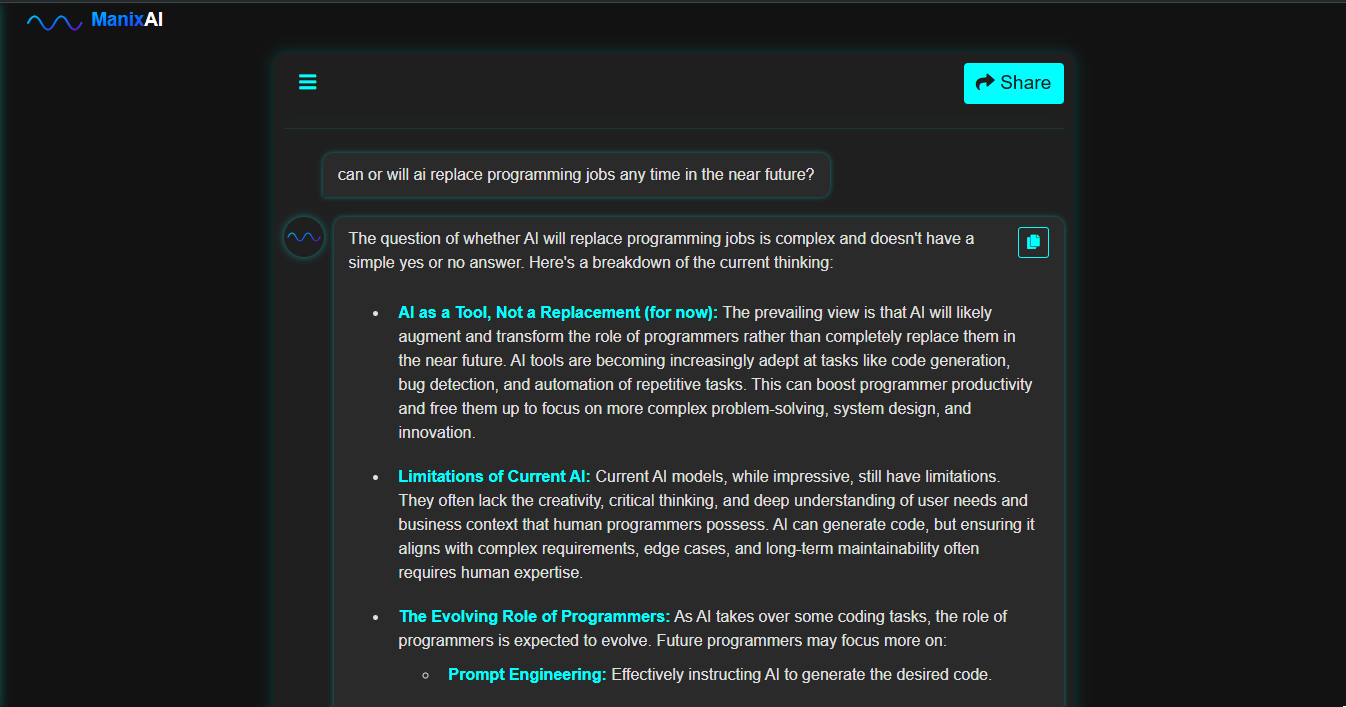 ManixAI
Share
can or will ai replace programming jobs any time in the near future?
The question of whether AI will replace programming jobs is complex and doesn't have a
simple yes or no answer. Here's a breakdown of the current thinking:
• AI as a Tool, Not a Replacement (for now): The prevailing view is that AI will likely
augment and transform the role of programmers rather than completely replace them in
the near future. AI tools are becoming increasingly adept at tasks like code generation,
bug detection, and automation of repetitive tasks. This can boost programmer productivity
and free them up to focus on more complex problem-solving, system design, and
innovation.
• Limitations of Current AI: Current AI models, while impressive, still have limitations.
They often lack the creativity, critical thinking, and deep understanding of user needs and
business context that human programmers possess. AI can generate code, but ensuring it
aligns with complex requirements, edge cases, and long-term maintainability often
requires human expertise.
• The Evolving Role of Programmers: As AI takes over some coding tasks, the role of
programmers is expected to evolve. Future programmers may focus more on:
◦ Prompt Engineering: Effectively instructing AI to generate the desired code.